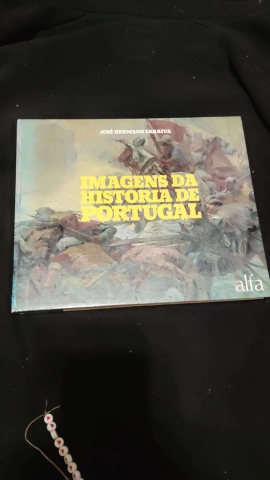 JOSÉ HERMANO SARAIVA
IMAGENS DA
HISTÓRIA DE
PORTUGAL
alfa